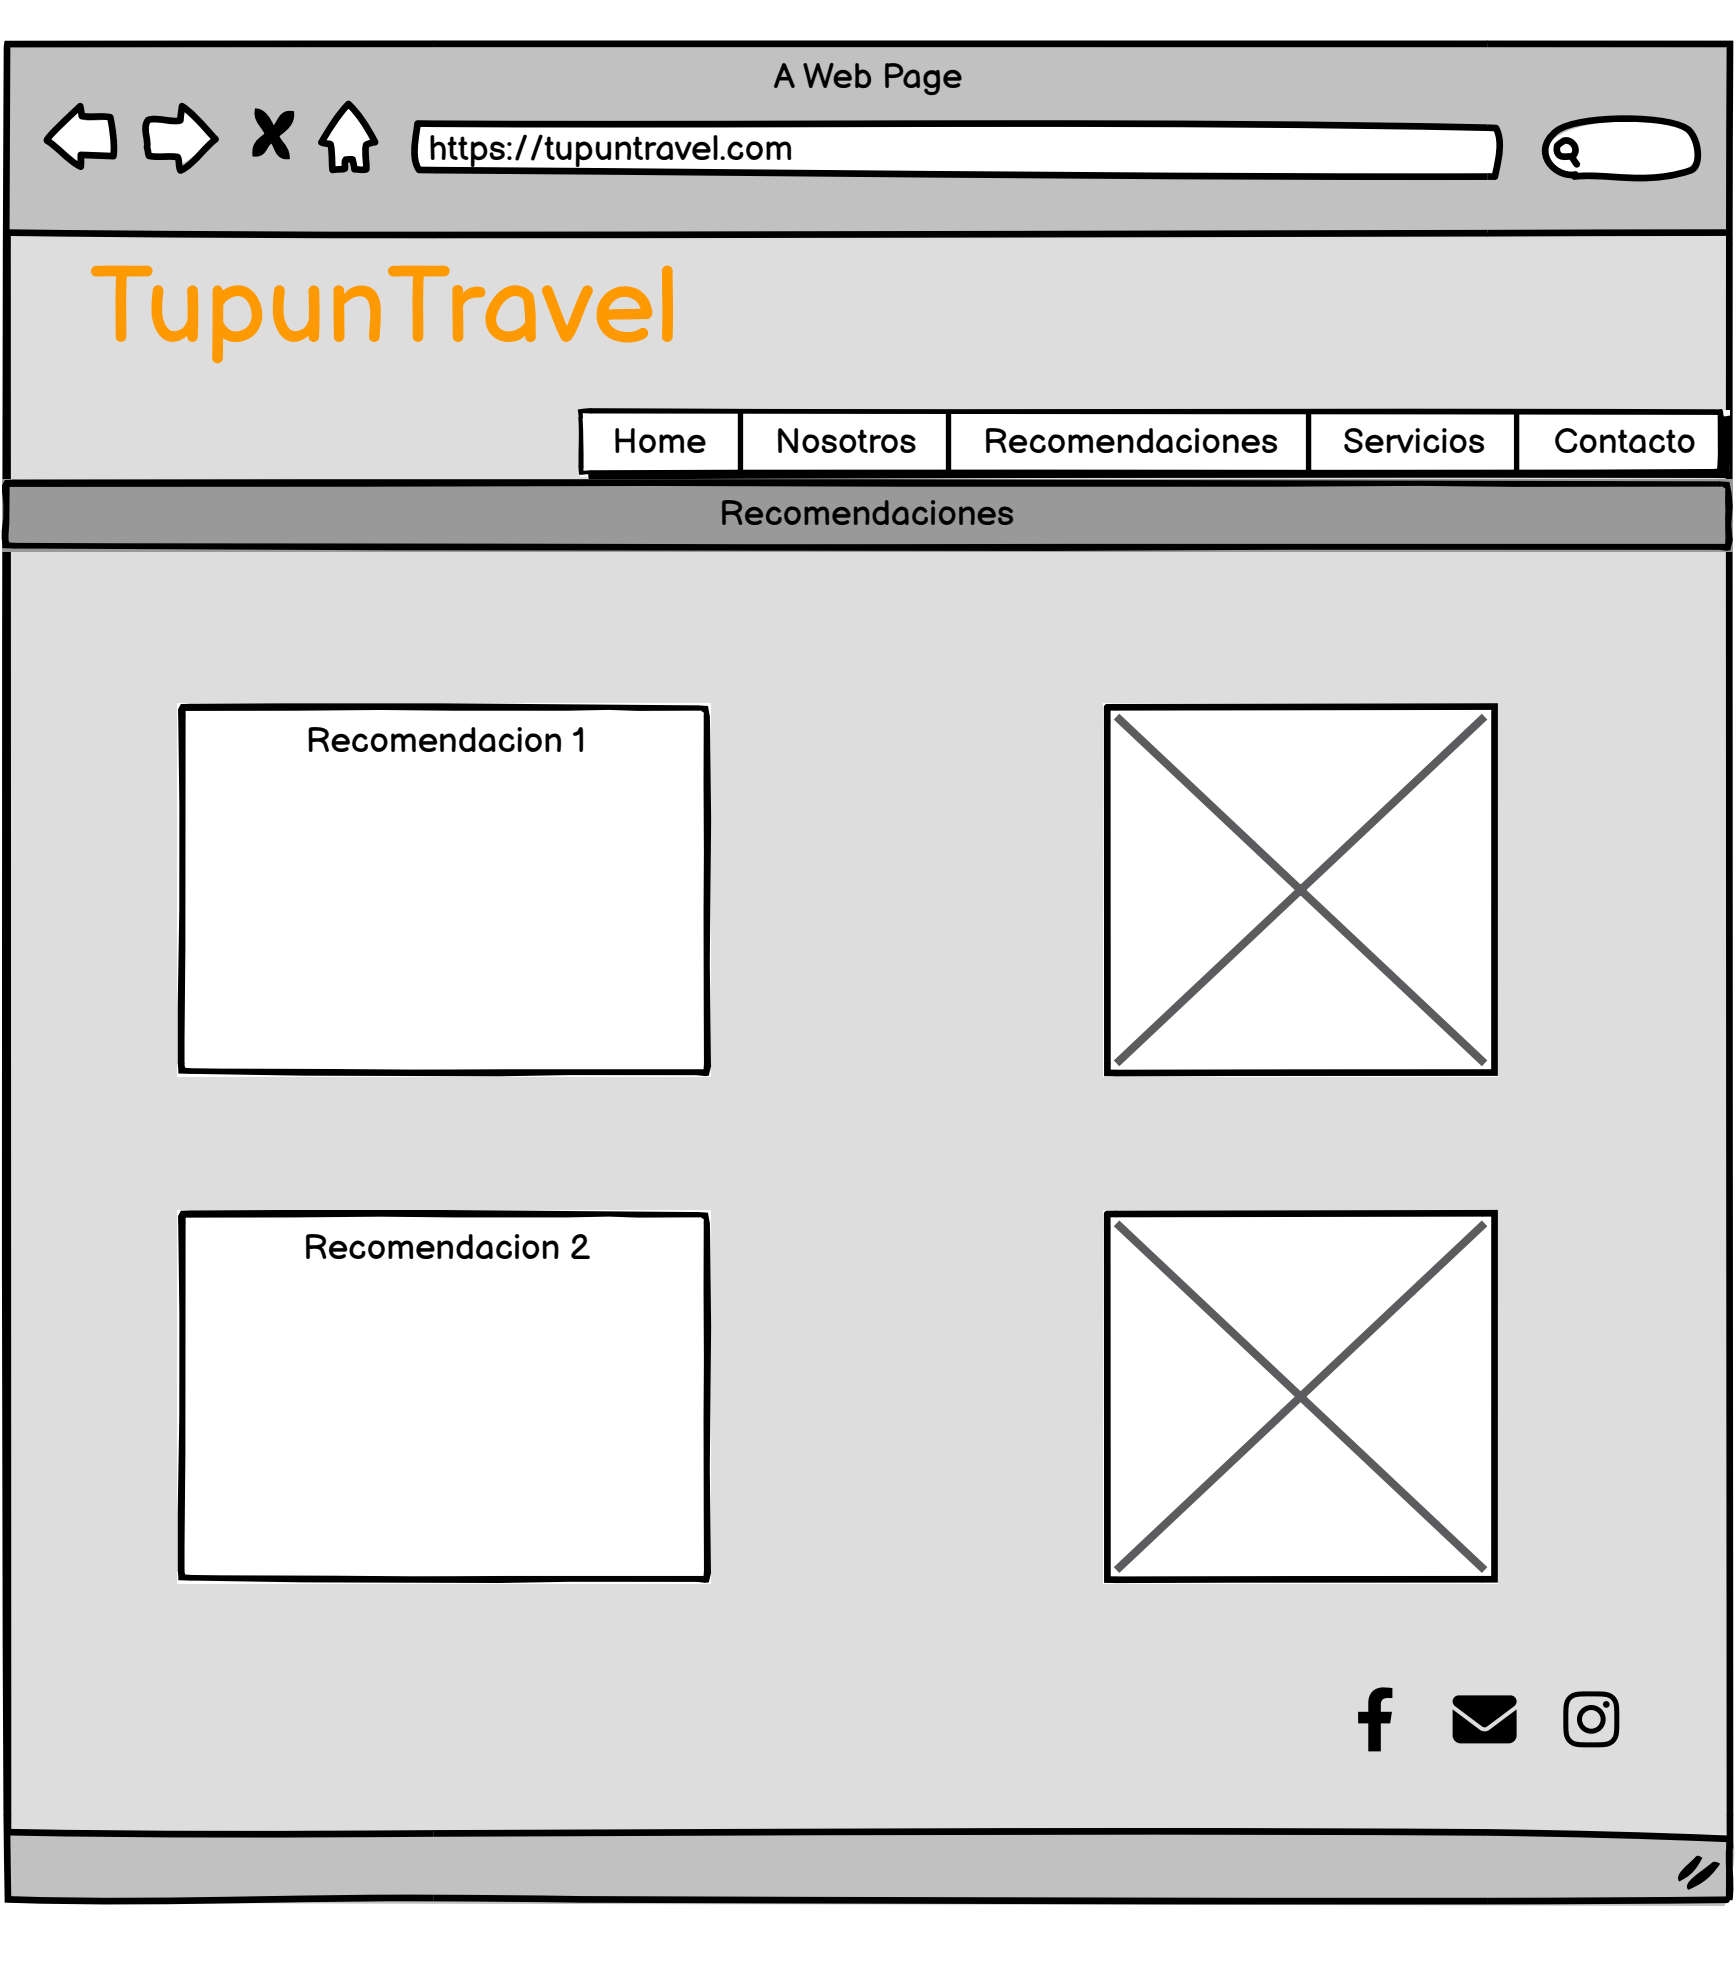 A Web Page
https://tupuntravel.com
TupunTravel
Home Nosotros Recomendaciones Servicios Contacto
Recomendaciones
Recomendacion 1
Recomendacion 2